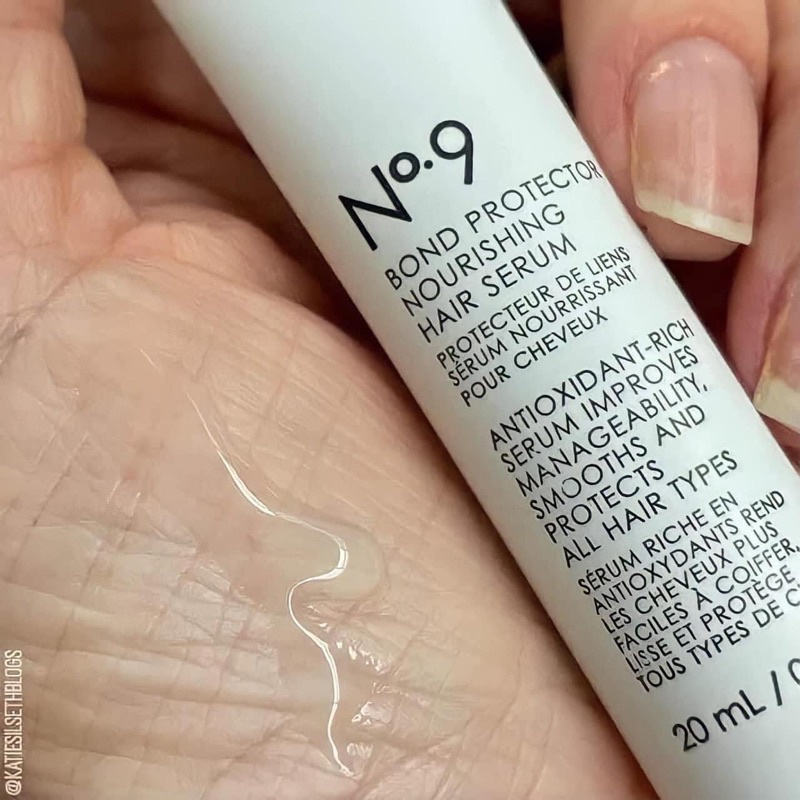 Nº.9
BOND PROTECTOR
NOURISHING
HAIR SERUM
PROTECTEUR DE LIENS
SÉRUM NOURRISSANT
POUR CHEVEUX
ANTIOXIDANT-RICH
SERUM IMPROVES
MANAGEABILITY,
SMOOTHS AND
PROTECTS
ALL HAIR TYPES
SÉRUM RICHE EN
ANTIOXYDANTS REND
LES CHEVEUX PLUS
FACILES À COIFFER,
LISSE ET PROTÈGE
TOUS TYPES DE
20 mL /
@KATIESILSETHBLOGS